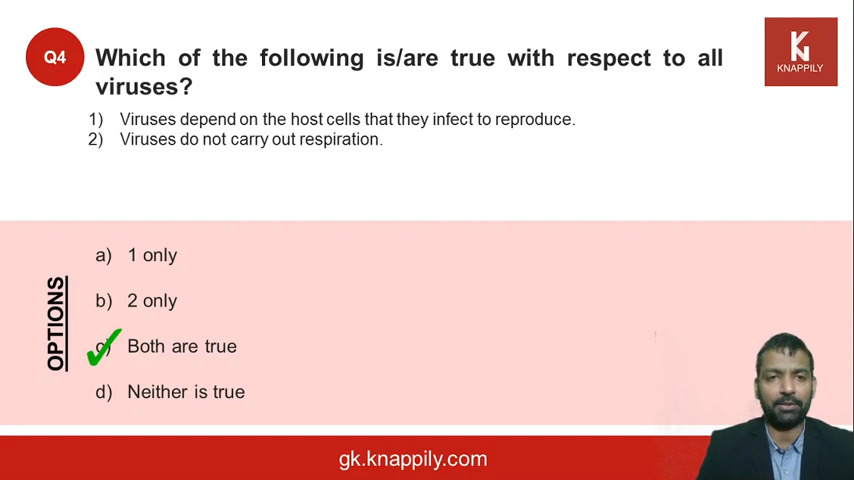 Q4
Which of the following is/are true with respect to all
viruses?
KNAPPILY
1) Viruses depend on the host cells that they infect to reproduce.
2) Viruses do not carry out respiration.
OPTIONS
a) 1 only
b) 2 only
c) Both are true
d) Neither is true
gk.knappily.com